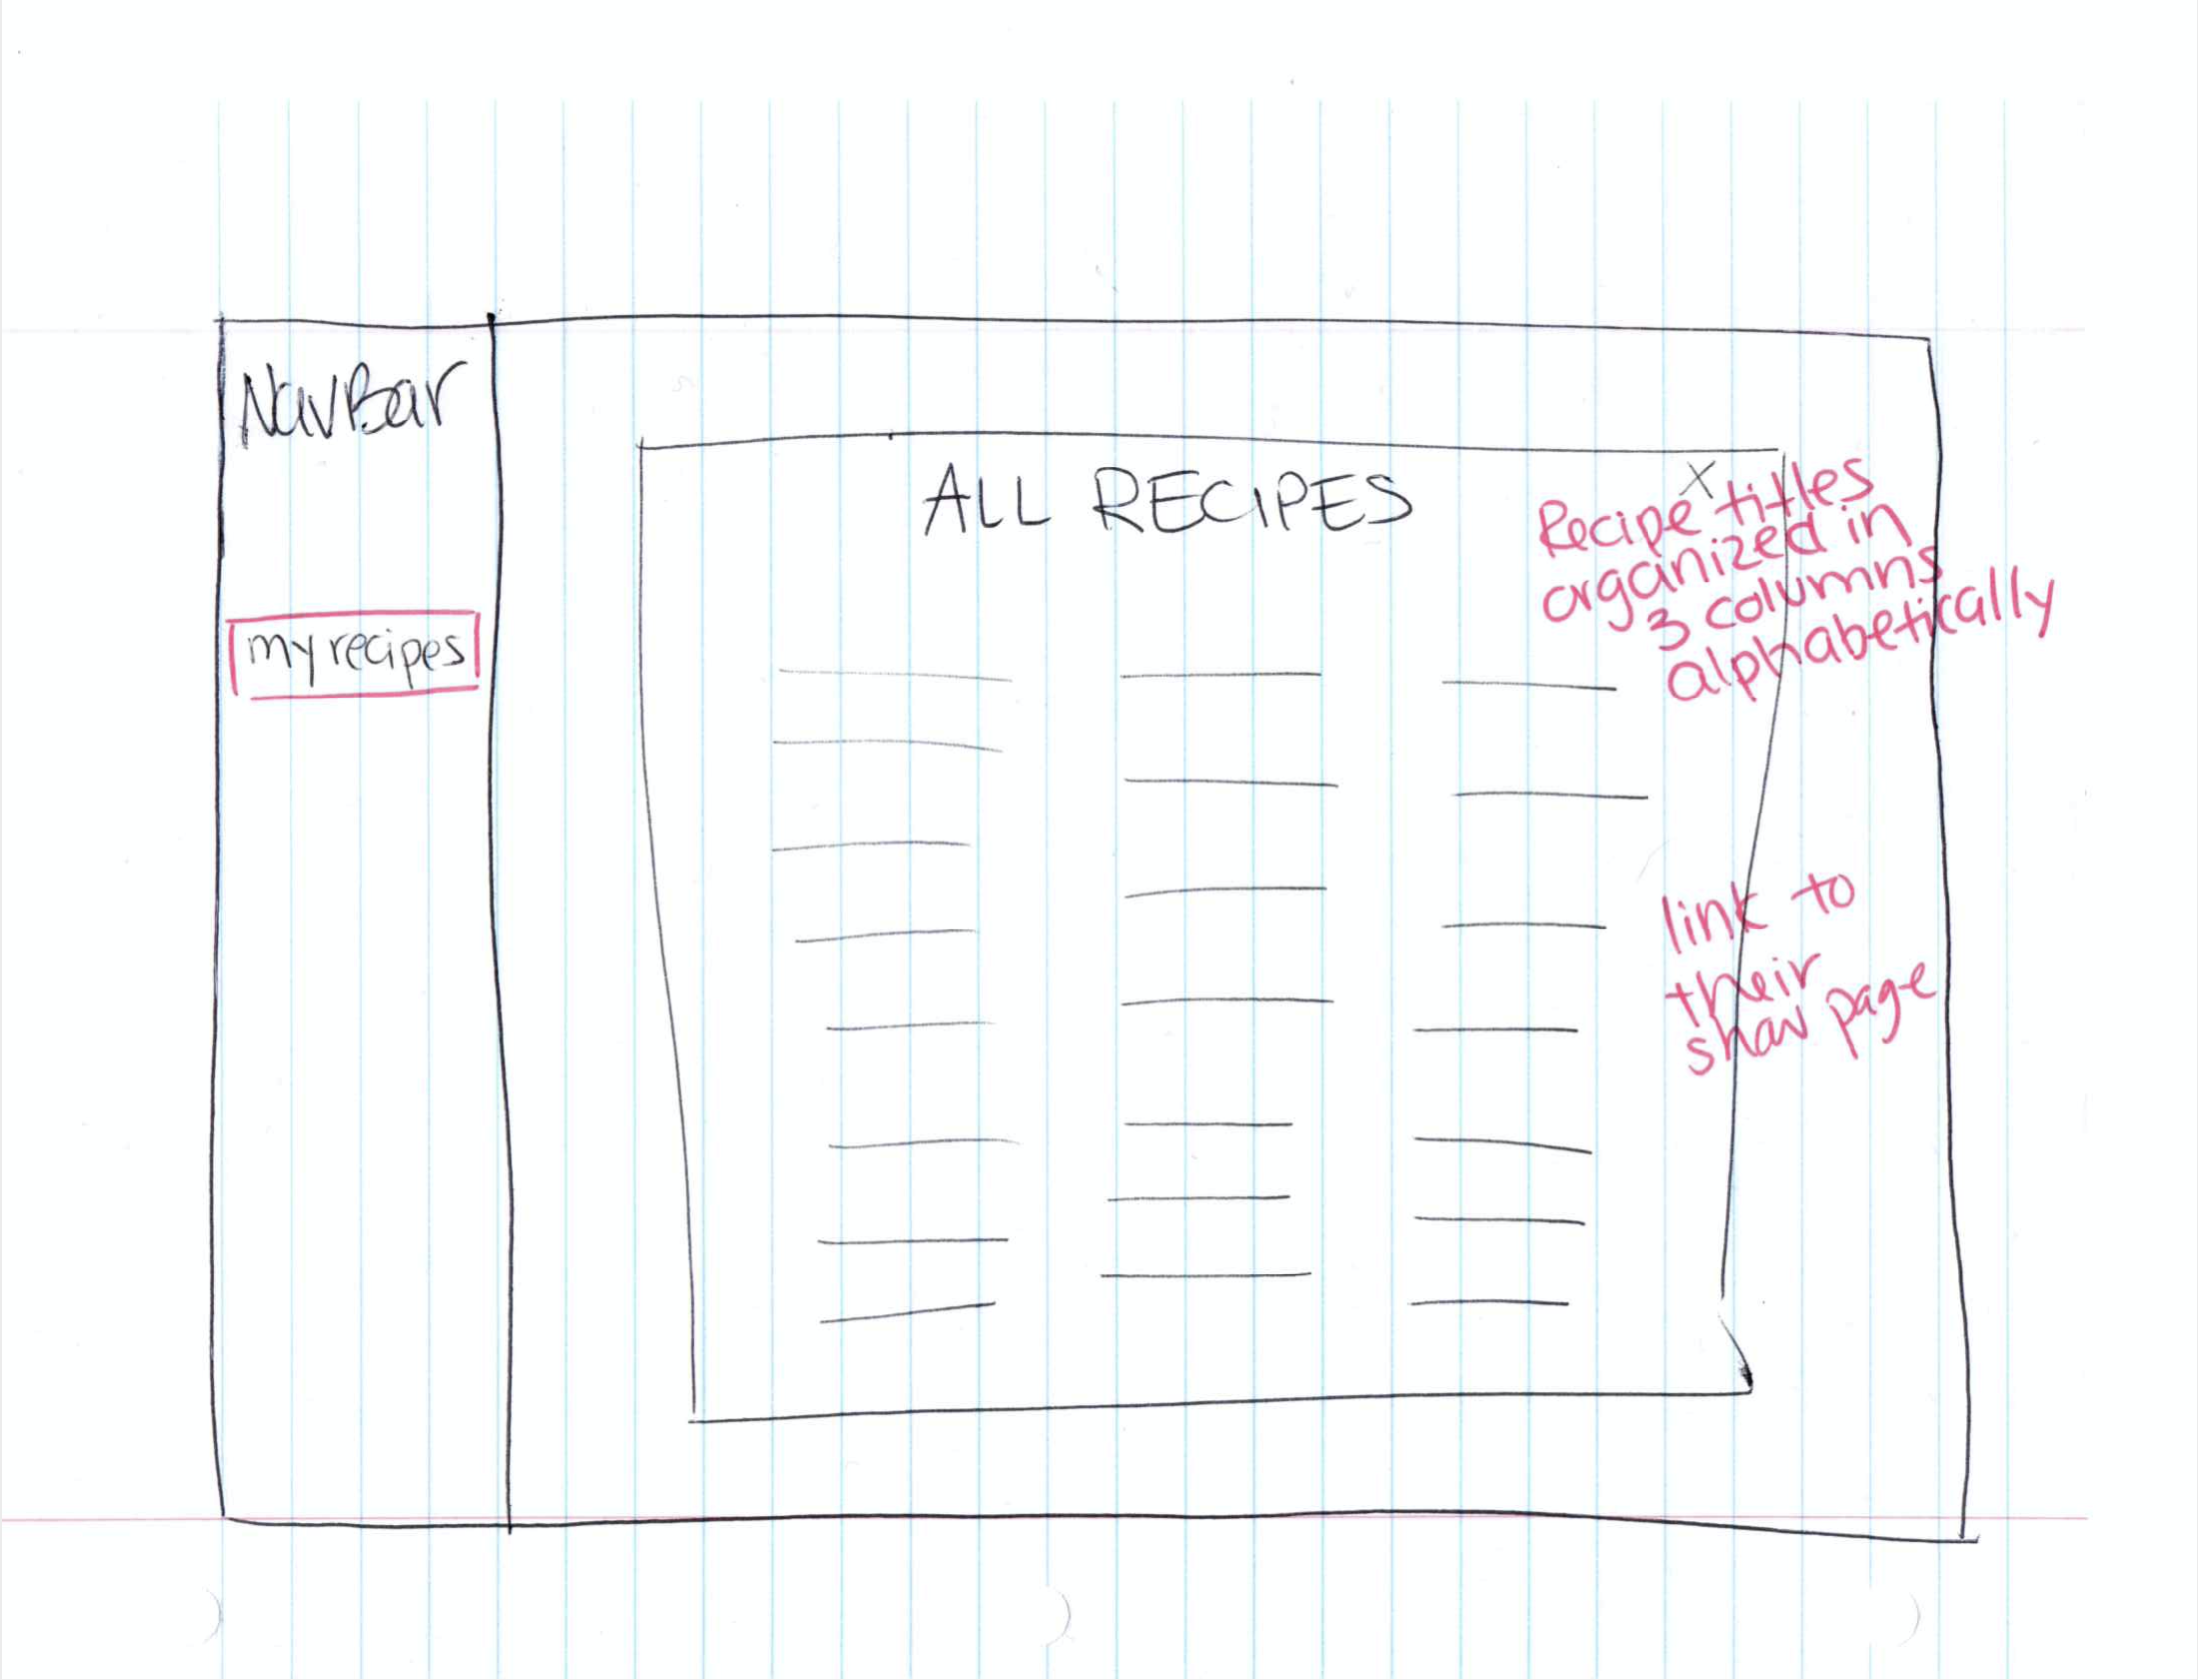 NavBar
my recipes
ALL RECIPES
X
Recipe titles
organized in
3 columns
alphabetically
link to
their
show page